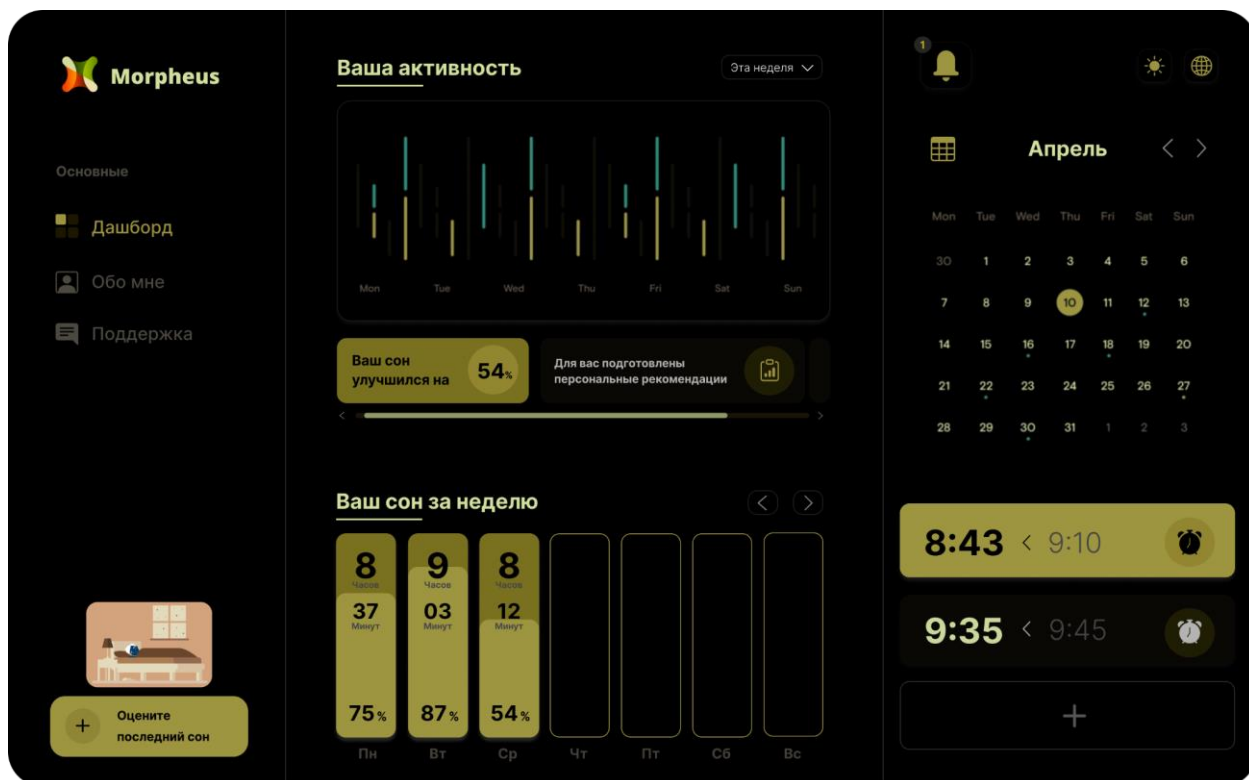 Morpheus
Основные
Дашборд
Обо мне
Поддержка
Оцените
последний сон
Ваша активность
Эта неделя
Mon Tue Wed Thu Fri Sat Sun
Ваш сон
улучшился на
54%
Для вас подготовлены
персональные рекомендации
Ваш сон за неделю
8 9 8
Часов Часов Часов
37 03 12
Минут Минут Минут
75% 87% 54%
Пн Вт Ср Чт Пт Сб Вс
1
Апрель
Mon Tue Wed Thu Fri Sat Sun
30 1 2 3 4 5 6
7 8 9 10 11 12 13
14 15 16 17 18 19 20
21 22 23 24 25 26 27
28 29 30 31 1 2 3
8:43 < 9:10
9:35 < 9:45